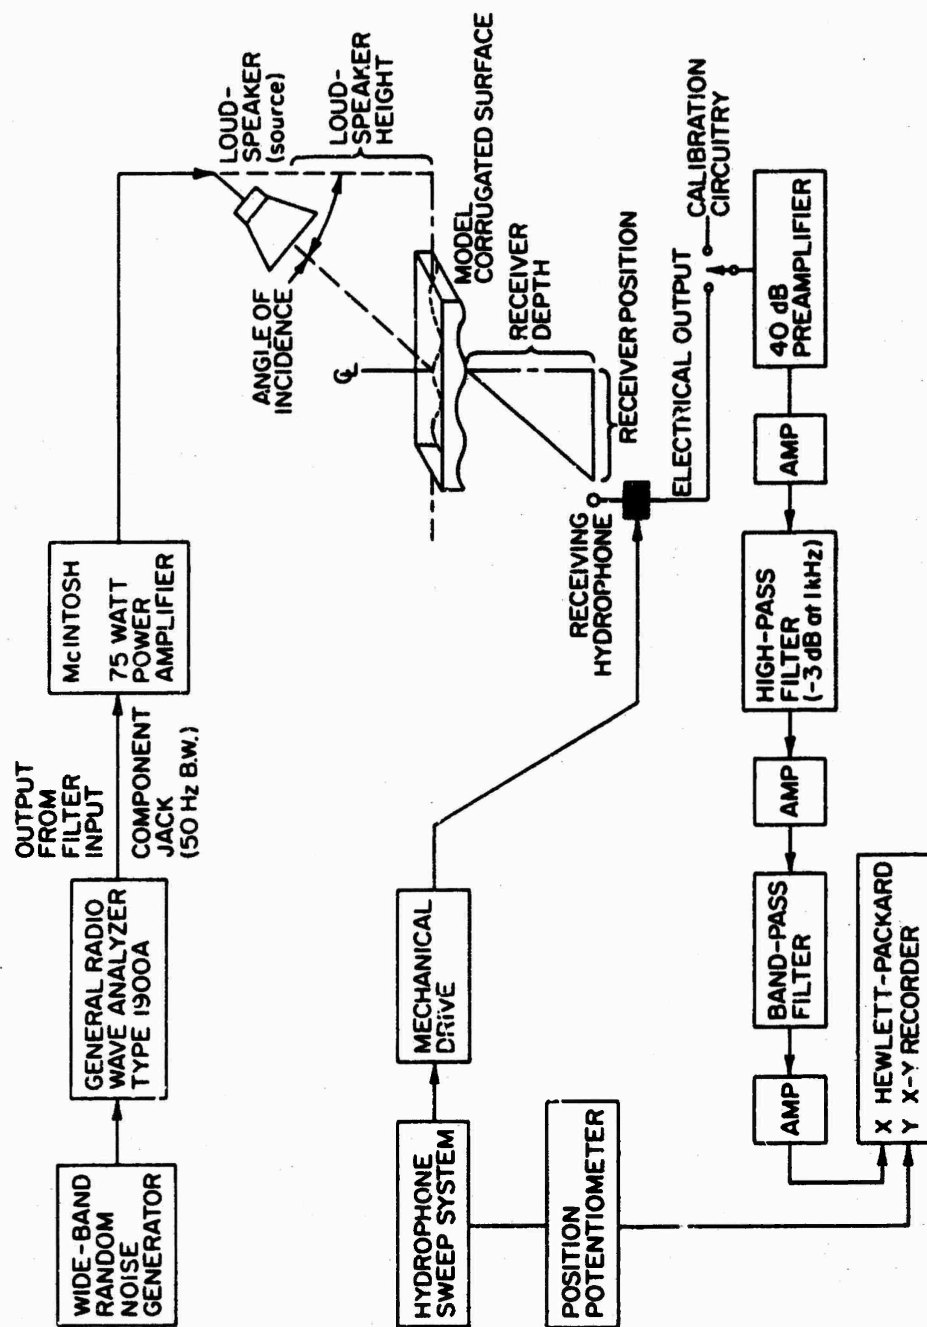 WIDE-BAND
RANDOM
NOISE
GENERATOR
GENERAL RADIO
WAVE ANALYZER
TYPE 1900A
OUTPUT
FROM
FILTER
INPUT
COMPONENT
JACK
(50 Hz B.W.)
McINTOSH
75 WATT
POWER
AMPLIFIER
LOUD-
SPEAKER
(source)
LOUD-
SPEAKER
HEIGHT
ANGLE OF
INCIDENCE
℄
MODEL
CORRUGATED SURFACE
RECEIVER
DEPTH
RECEIVER POSITION
RECEIVING
HYDROPHONE
ELECTRICAL OUTPUT
CALIBRATION
CIRCUITRY
HYDROPHONE
SWEEP SYSTEM
MECHANICAL
DRIVE
POSITION
POTENTIOMETER
40 dB
PREAMPLIFIER
AMP
HIGH-PASS
FILTER
(-3 dB at 1 kHz)
AMP
BAND-PASS
FILTER
AMP
X HEWLETT-PACKARD
Y X-Y RECORDER